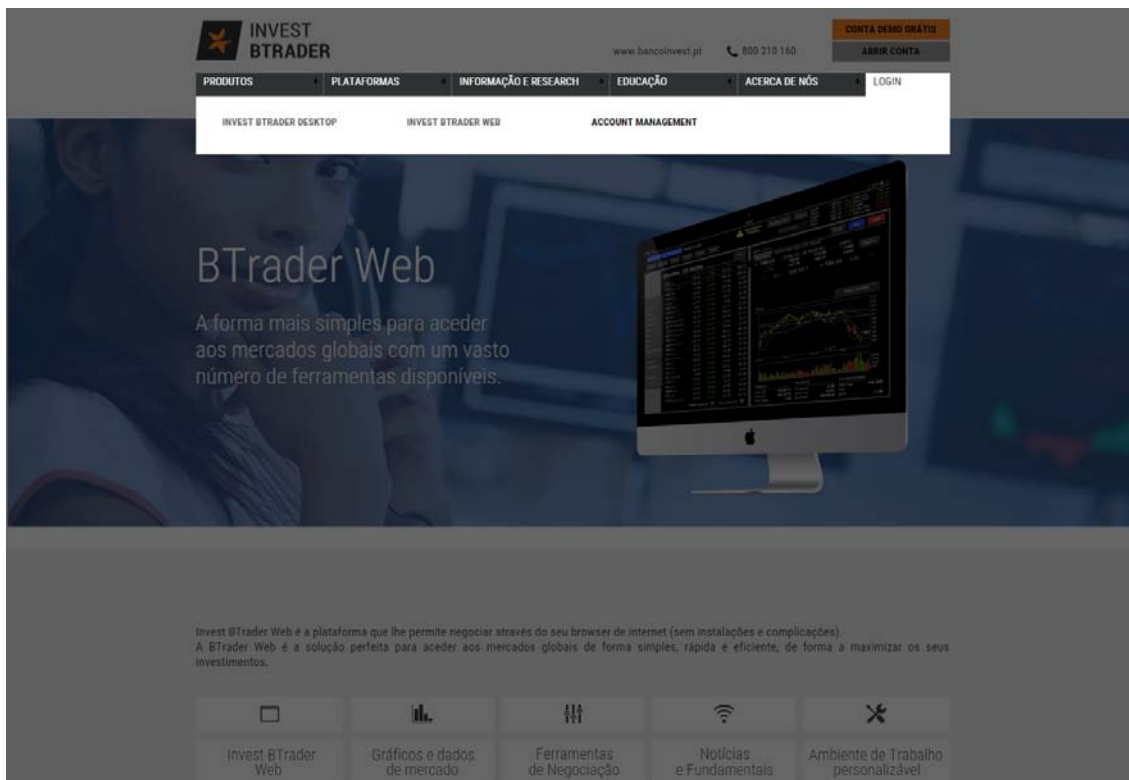 INVEST
BTRADER
www.bancoinvest.pt 800 210 160
CONTA DEMO GRÁTIS
ABRIR CONTA
PRODUTOS PLATAFORMAS INFORMAÇÃO E RESEARCH EDUCAÇÃO ACERCA DE NÓS LOGIN
INVEST BTRADER DESKTOP INVEST BTRADER WEB ACCOUNT MANAGEMENT
BTrader Web
A forma mais simples para aceder
aos mercados globais com um vasto
número de ferramentas disponíveis.
Invest BTrader Web é a plataforma que lhe permite negociar através do seu browser de internet (sem instalações e complicações).
A BTrader Web é a solução perfeita para aceder aos mercados globais de forma simples, rápida e eficiente, de forma a maximizar os seus
investimentos.
Invest BTrader
Web
Gráficos e dados
de mercado
Ferramentas
de Negociação
Notícias
e Fundamentais
Ambiente de Trabalho
personalizável